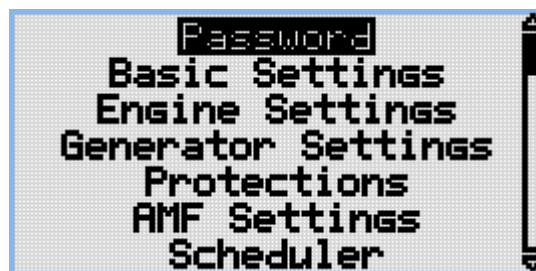 Password
Basic Settings
Engine Settings
Generator Settings
Protections
AMF Settings
Scheduler